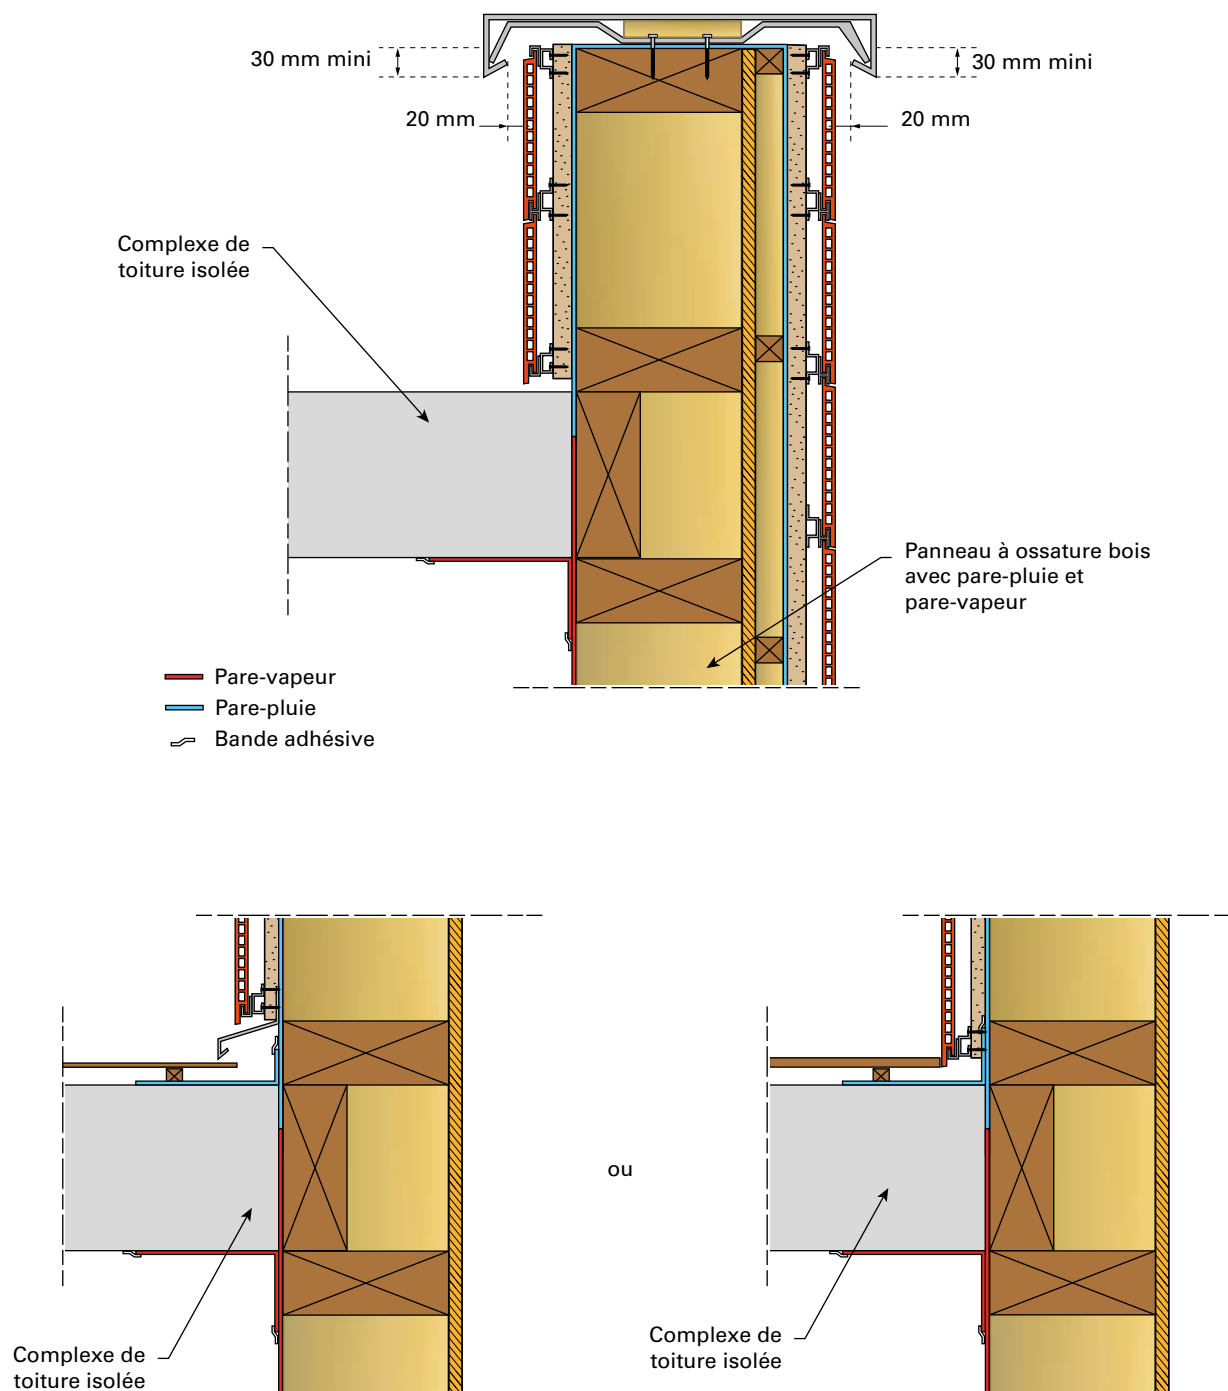 30 mm mini
30 mm mini
20 mm
20 mm
Complexe de
toiture isolée
Panneau à ossature bois
avec pare-pluie et
pare-vapeur
Pare-vapeur
Pare-pluie
Bande adhésive
ou
Complexe de
toiture isolée
Complexe de
toiture isolée